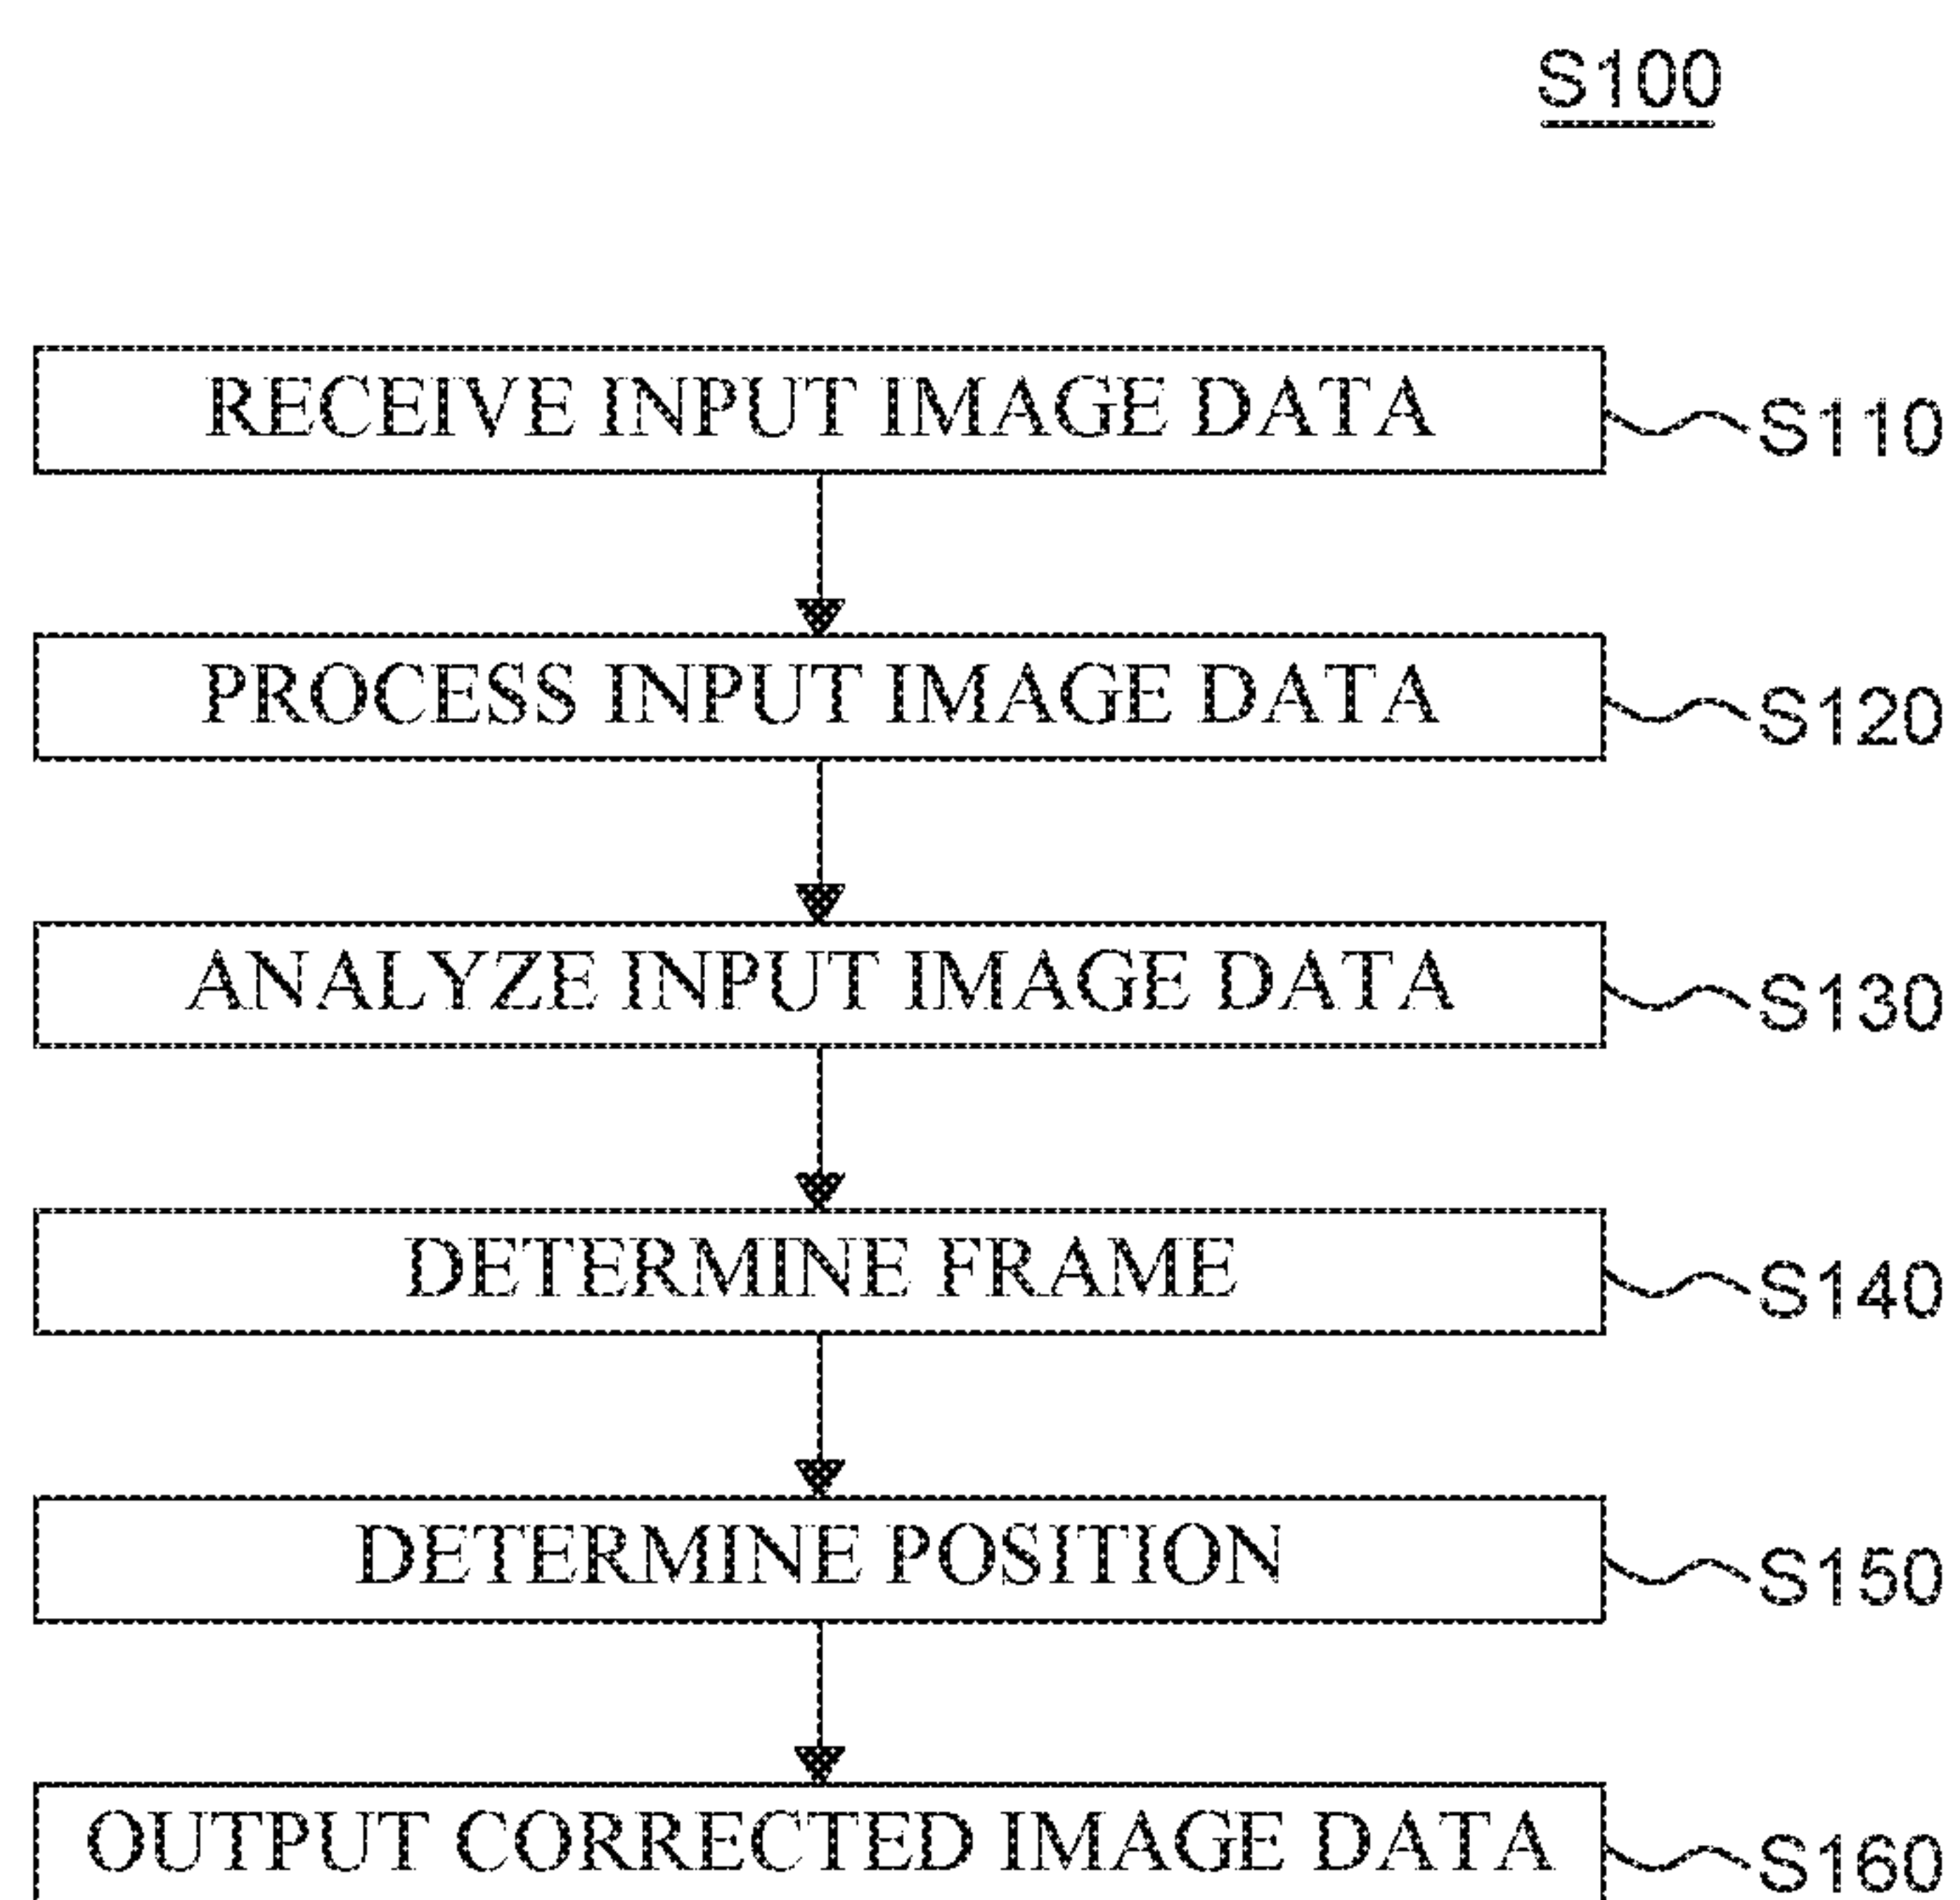 S100
RECEIVE INPUT IMAGE DATA
S110
PROCESS INPUT IMAGE DATA
S120
ANALYZE INPUT IMAGE DATA
S130
DETERMINE FRAME
S140
DETERMINE POSITION
S150
OUTPUT CORRECTED IMAGE DATA
S160